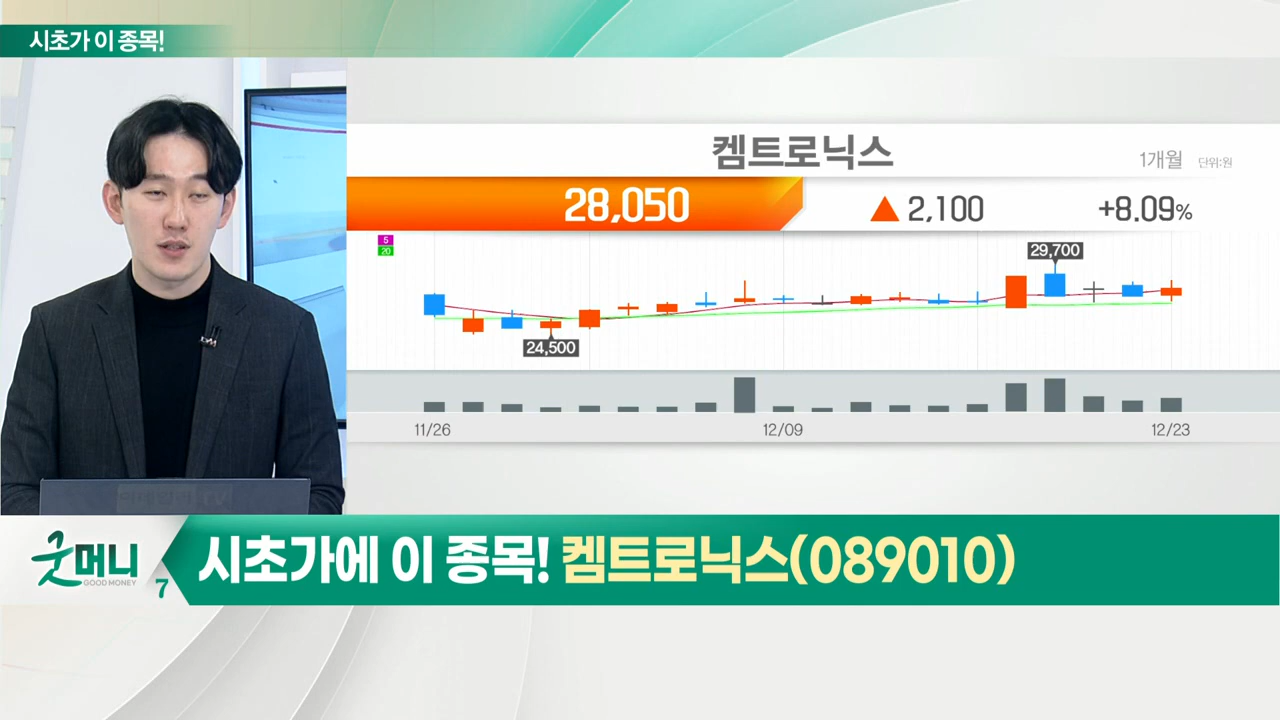 시초가 이 종목!
켐트로닉스
1개월 단위:원
28,050 ▲ 2,100 +8.09%
5
20
29,700
24,500
11/26 12/09 12/23
굿머니
GOOD MONEY
7
시초가에 이 종목! 켐트로닉스(089010)